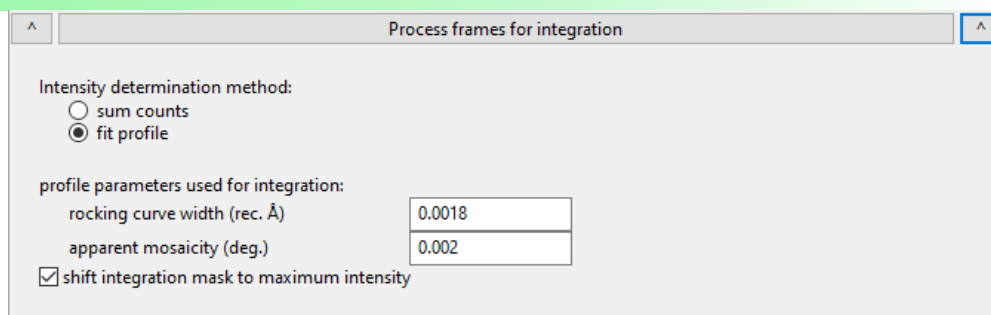 ^ Process frames for integration ^
Intensity determination method:
sum counts
fit profile
profile parameters used for integration:
rocking curve width (rec. Å) 0.0018
apparent mosaicity (deg.) 0.002
shift integration mask to maximum intensity